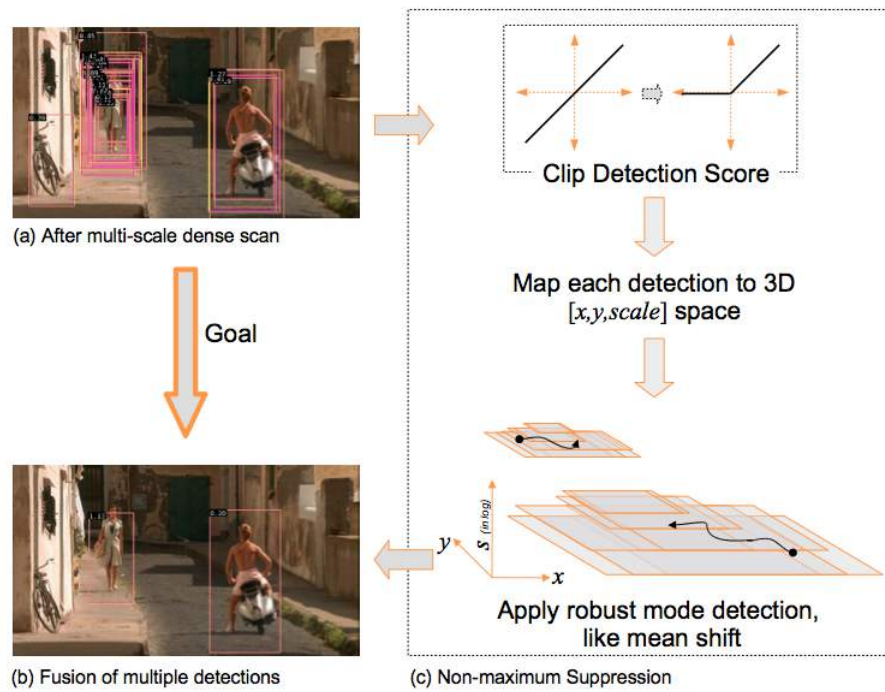 (a) After multi-scale dense scan
Goal
(b) Fusion of multiple detections
Clip Detection Score
Map each detection to 3D
[x,y,scale] space
s (in log)
y
x
Apply robust mode detection,
like mean shift
(c) Non-maximum Suppression